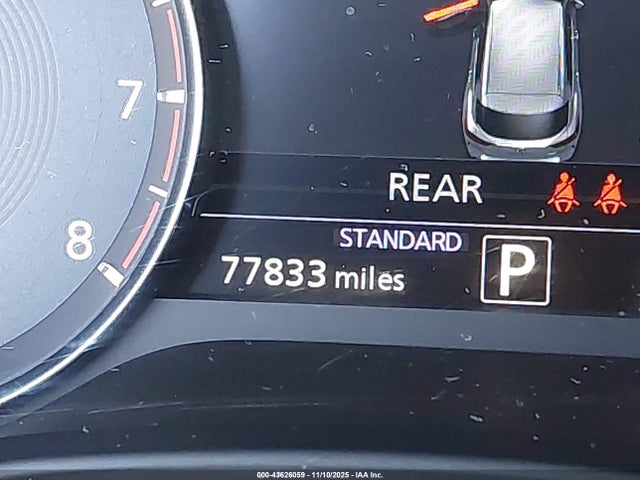 7
REAR
8
STANDARD
77833 miles
P
000-43626059 - 11/10/2025 - IAA Inc.